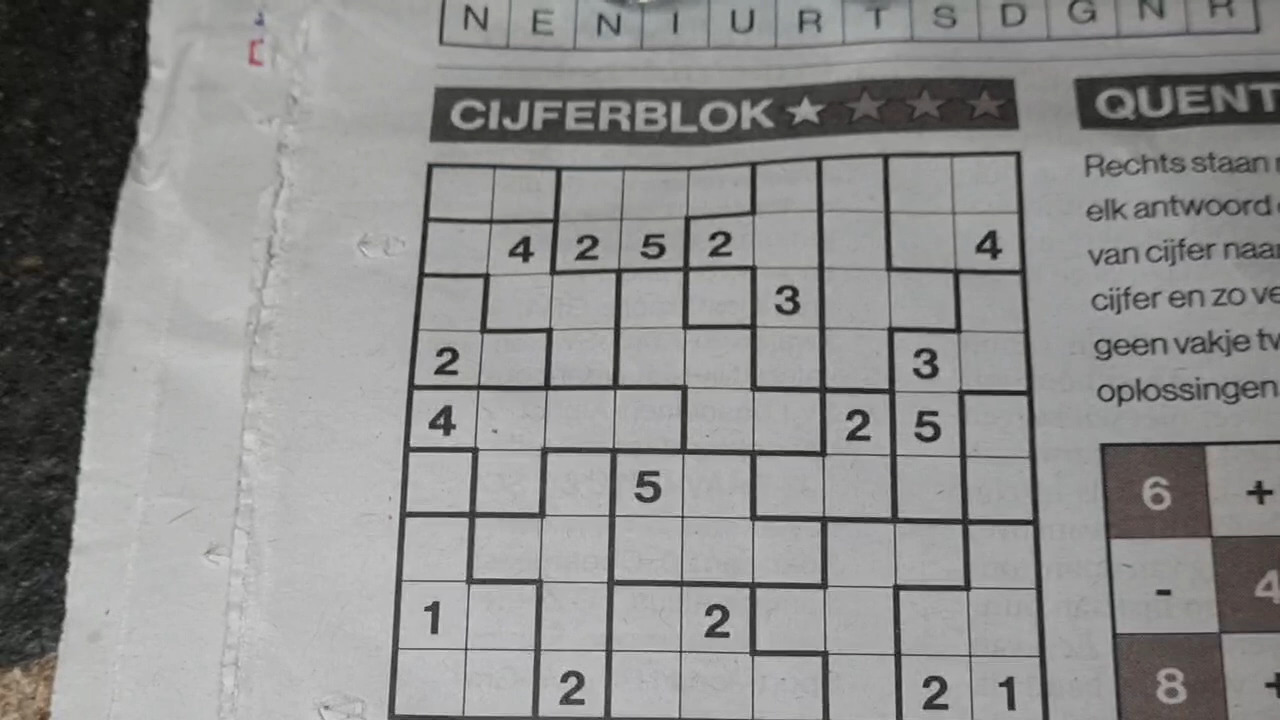 N E N I U R T S D G N R
CIJFERBLOK
QUENT
Rechts staan
elk antwoord
van cijfer naar
cijfer en zo ve
geen vakje tw
oplossingen
4 2 5 2 4
3
2 3
4 2 5
5
1 2
2 2 1
6 +
- 4
8 +